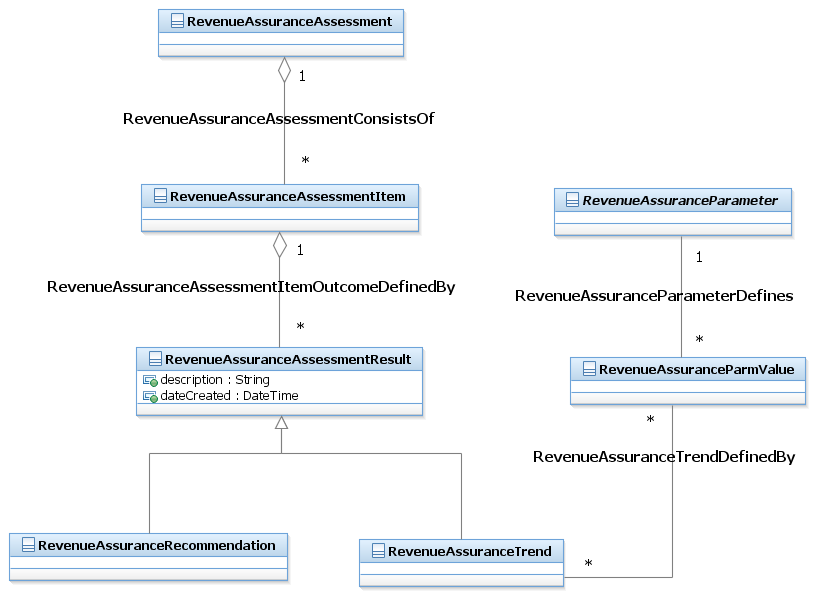 RevenueAssuranceAssessment
1
RevenueAssuranceAssessmentConsistsOf
*
RevenueAssuranceAssessmentItem
1
RevenueAssuranceAssessmentItemOutcomeDefinedBy
*
RevenueAssuranceAssessmentResult
description : String
dateCreated : DateTime
RevenueAssuranceParameter
1
RevenueAssuranceParameterDefines
*
RevenueAssuranceParmValue
*
RevenueAssuranceTrendDefinedBy
*
RevenueAssuranceRecommendation
RevenueAssuranceTrend